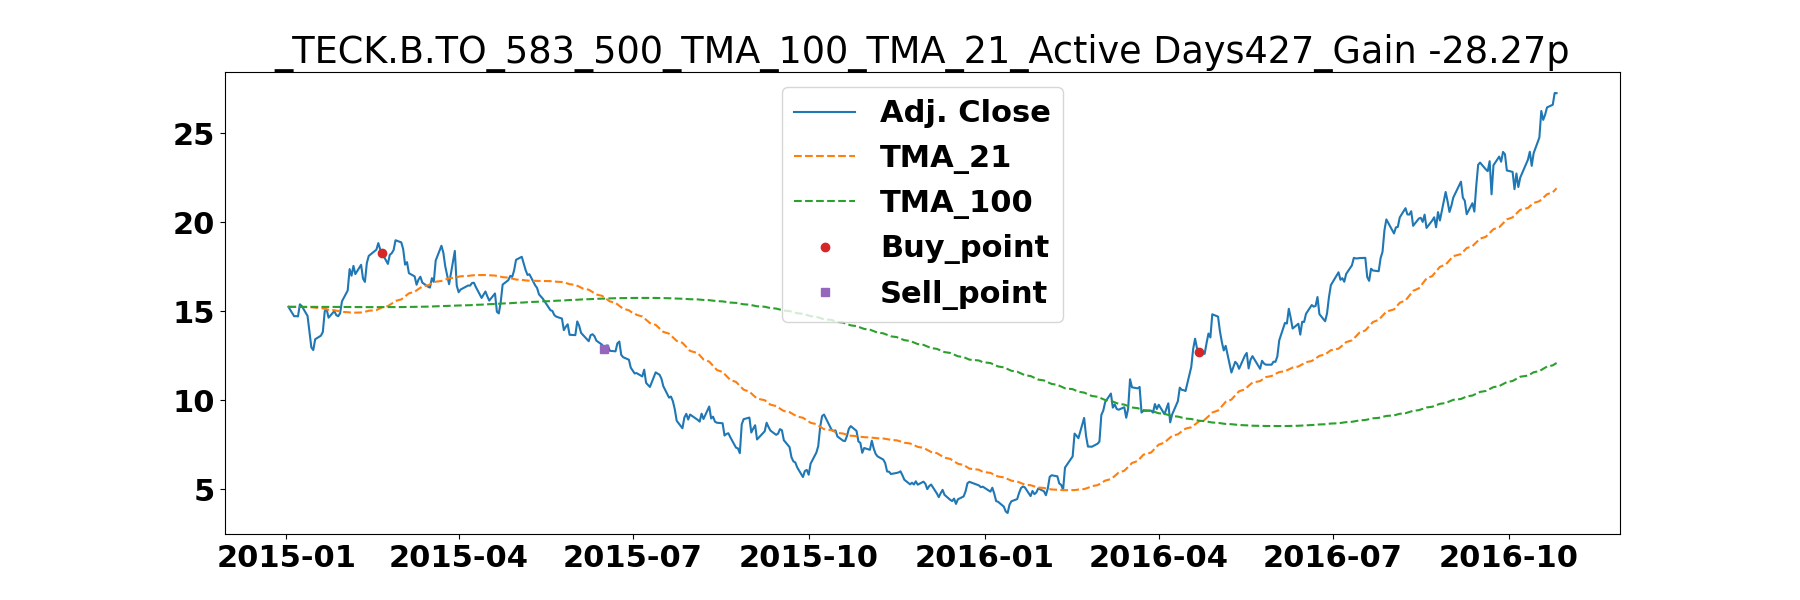 _TECK.B.TO_583_500_TMA_100_TMA_21_Active Days427_Gain -28.27p
Adj. Close
TMA_21
TMA_100
Buy_point
Sell_point
25
20
15
10
5
2015-01 2015-04 2015-07 2015-10 2016-01 2016-04 2016-07 2016-10